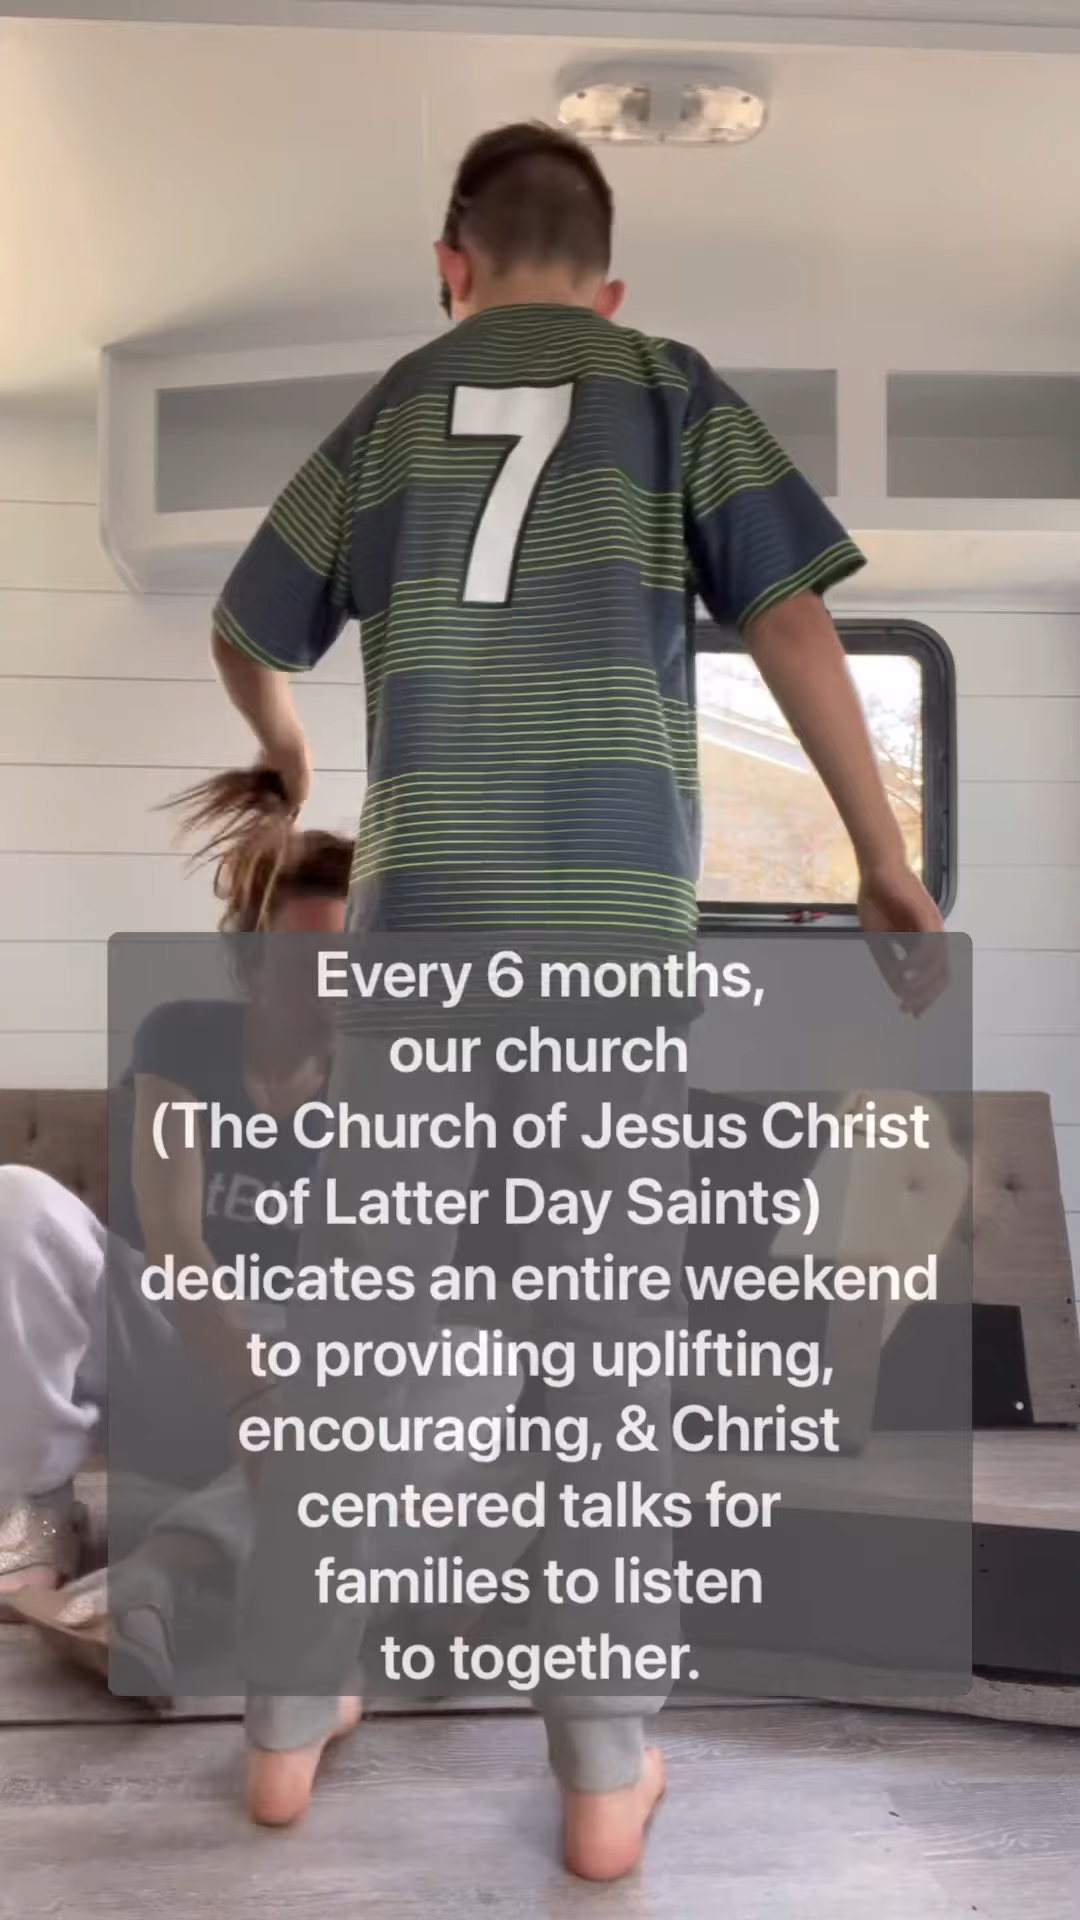 7
Every 6 months,
our church
(The Church of Jesus Christ
of Latter Day Saints)
dedicates an entire weekend
to providing uplifting,
encouraging, & Christ
centered talks for
families to listen
to together.